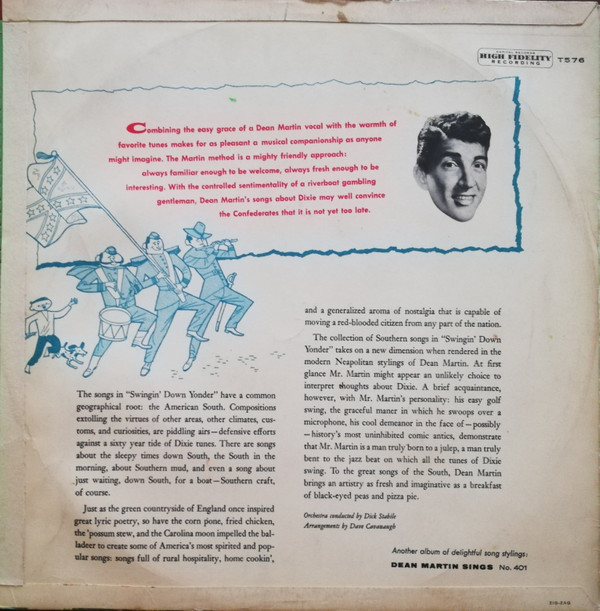 CAPITOL RECORDS
HIGH FIDELITY
RECORDING
T576
Combining the easy grace of a Dean Martin vocal with the warmth of
favorite tunes makes for as pleasant a musical companionship as anyone
might imagine. The Martin method is a mighty friendly approach:
always familiar enough to be welcome, always fresh enough to be
interesting. With the controlled sentimentality of a riverboat gambling
gentleman, Dean Martin's songs about Dixie may well convince
the Confederates that it is not yet too late.
The songs in "Swingin' Down Yonder" have a common
geographical root: the American South. Compositions
extolling the virtues of other areas, other climates, cus-
toms, and curiosities, are piddling airs—defensive efforts
against a sixty year tide of Dixie tunes. There are songs
about the sleepy times down South, the South in the
morning, about Southern mud, and even a song about
just waiting, down South, for a boat—Southern craft,
of course.
Just as the green countryside of England once inspired
great lyric poetry, so have the corn pone, fried chicken,
the 'possum stew, and the Carolina moon impelled the bal-
ladeer to create some of America's most spirited and pop-
ular songs: songs full of rural hospitality, home cookin',
and a generalized aroma of nostalgia that is capable of
moving a red-blooded citizen from any part of the nation.
The collection of Southern songs in "Swingin' Down
Yonder" takes on a new dimension when rendered in the
modern Neapolitan stylings of Dean Martin. At first
glance Mr. Martin might appear an unlikely choice to
interpret thoughts about Dixie. A brief acquaintance,
however, with Mr. Martin's personality: his easy golf
swing, the graceful maner in which he swoops over a
microphone, his cool demeanor in the face of—possibly
—history's most uninhibited comic antics, demonstrate
that Mr. Martin is a man truly born to a julep, a man truly
bent to the jazz beat on which all the tunes of Dixie
swing. To the great songs of the South, Dean Martin
brings an artistry as fresh and imaginative as a breakfast
of black-eyed peas and pizza pie.
Orchestra conducted by Dick Stabile
Arrangements by Dave Cavanaugh
Another album of delightful song stylings:
DEAN MARTIN SINGS No. 401